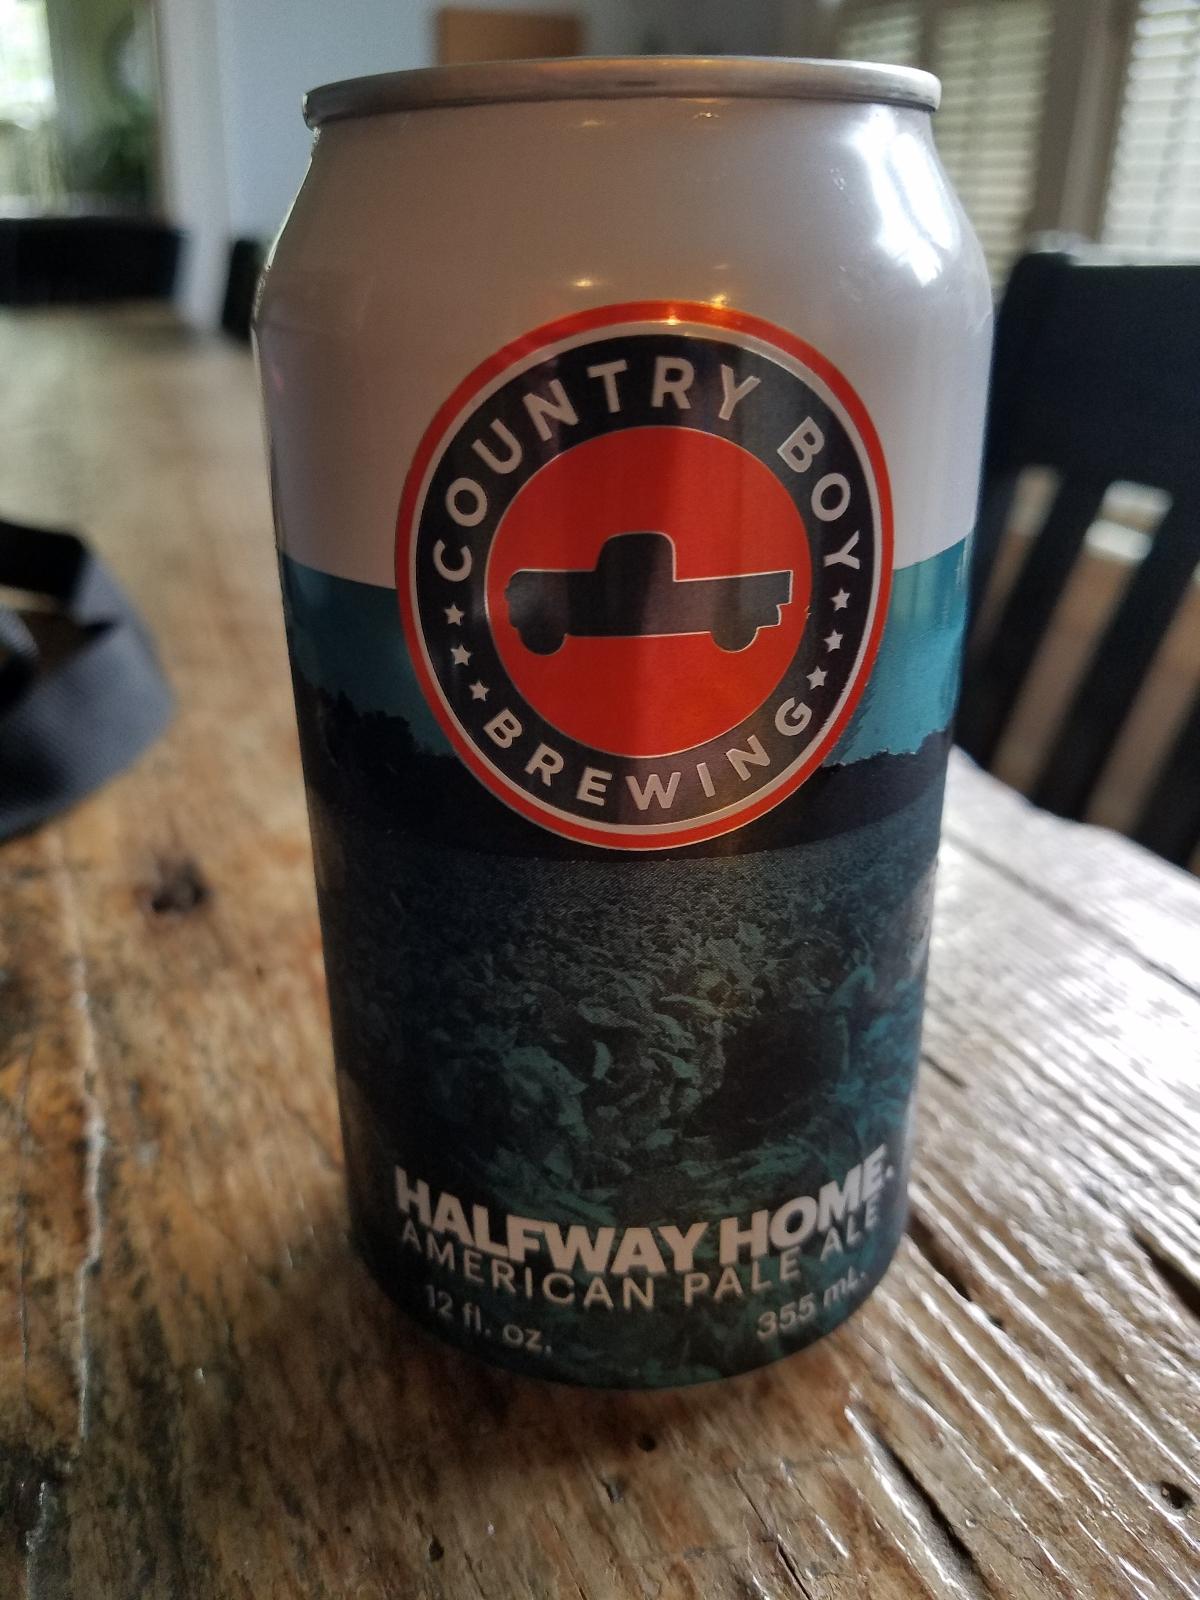 COUNTRY BOY
BREWING
HALFWAY HOME.
AMERICAN PALE ALE
12 fl. oz. 355 mL.